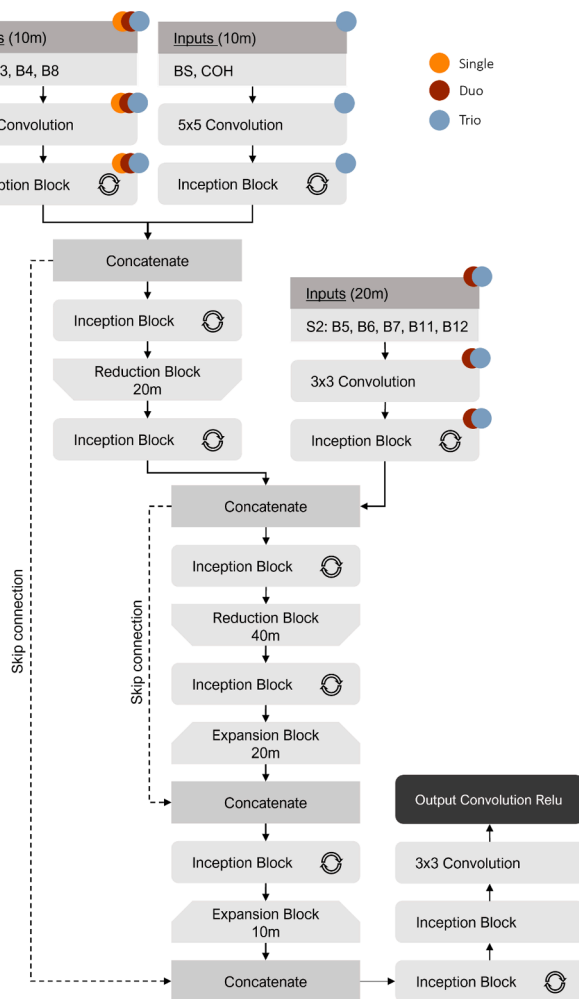 (10m)
Inputs (10m)
3, B4, B8
BS, COH
Single
Duo
Trio
Convolution
5x5 Convolution
Block
Inception Block
Concatenate
Inception Block
Reduction Block
20m
Inception Block
Inputs (20m)
S2: B5, B6, B7, B11, B12
3x3 Convolution
Inception Block
Concatenate
Inception Block
Reduction Block
40m
Inception Block
Expansion Block
20m
Concatenate
Inception Block
Expansion Block
10m
Concatenate
Skip connection
Skip connection
Output Convolution Relu
3x3 Convolution
Inception Block
Inception Block